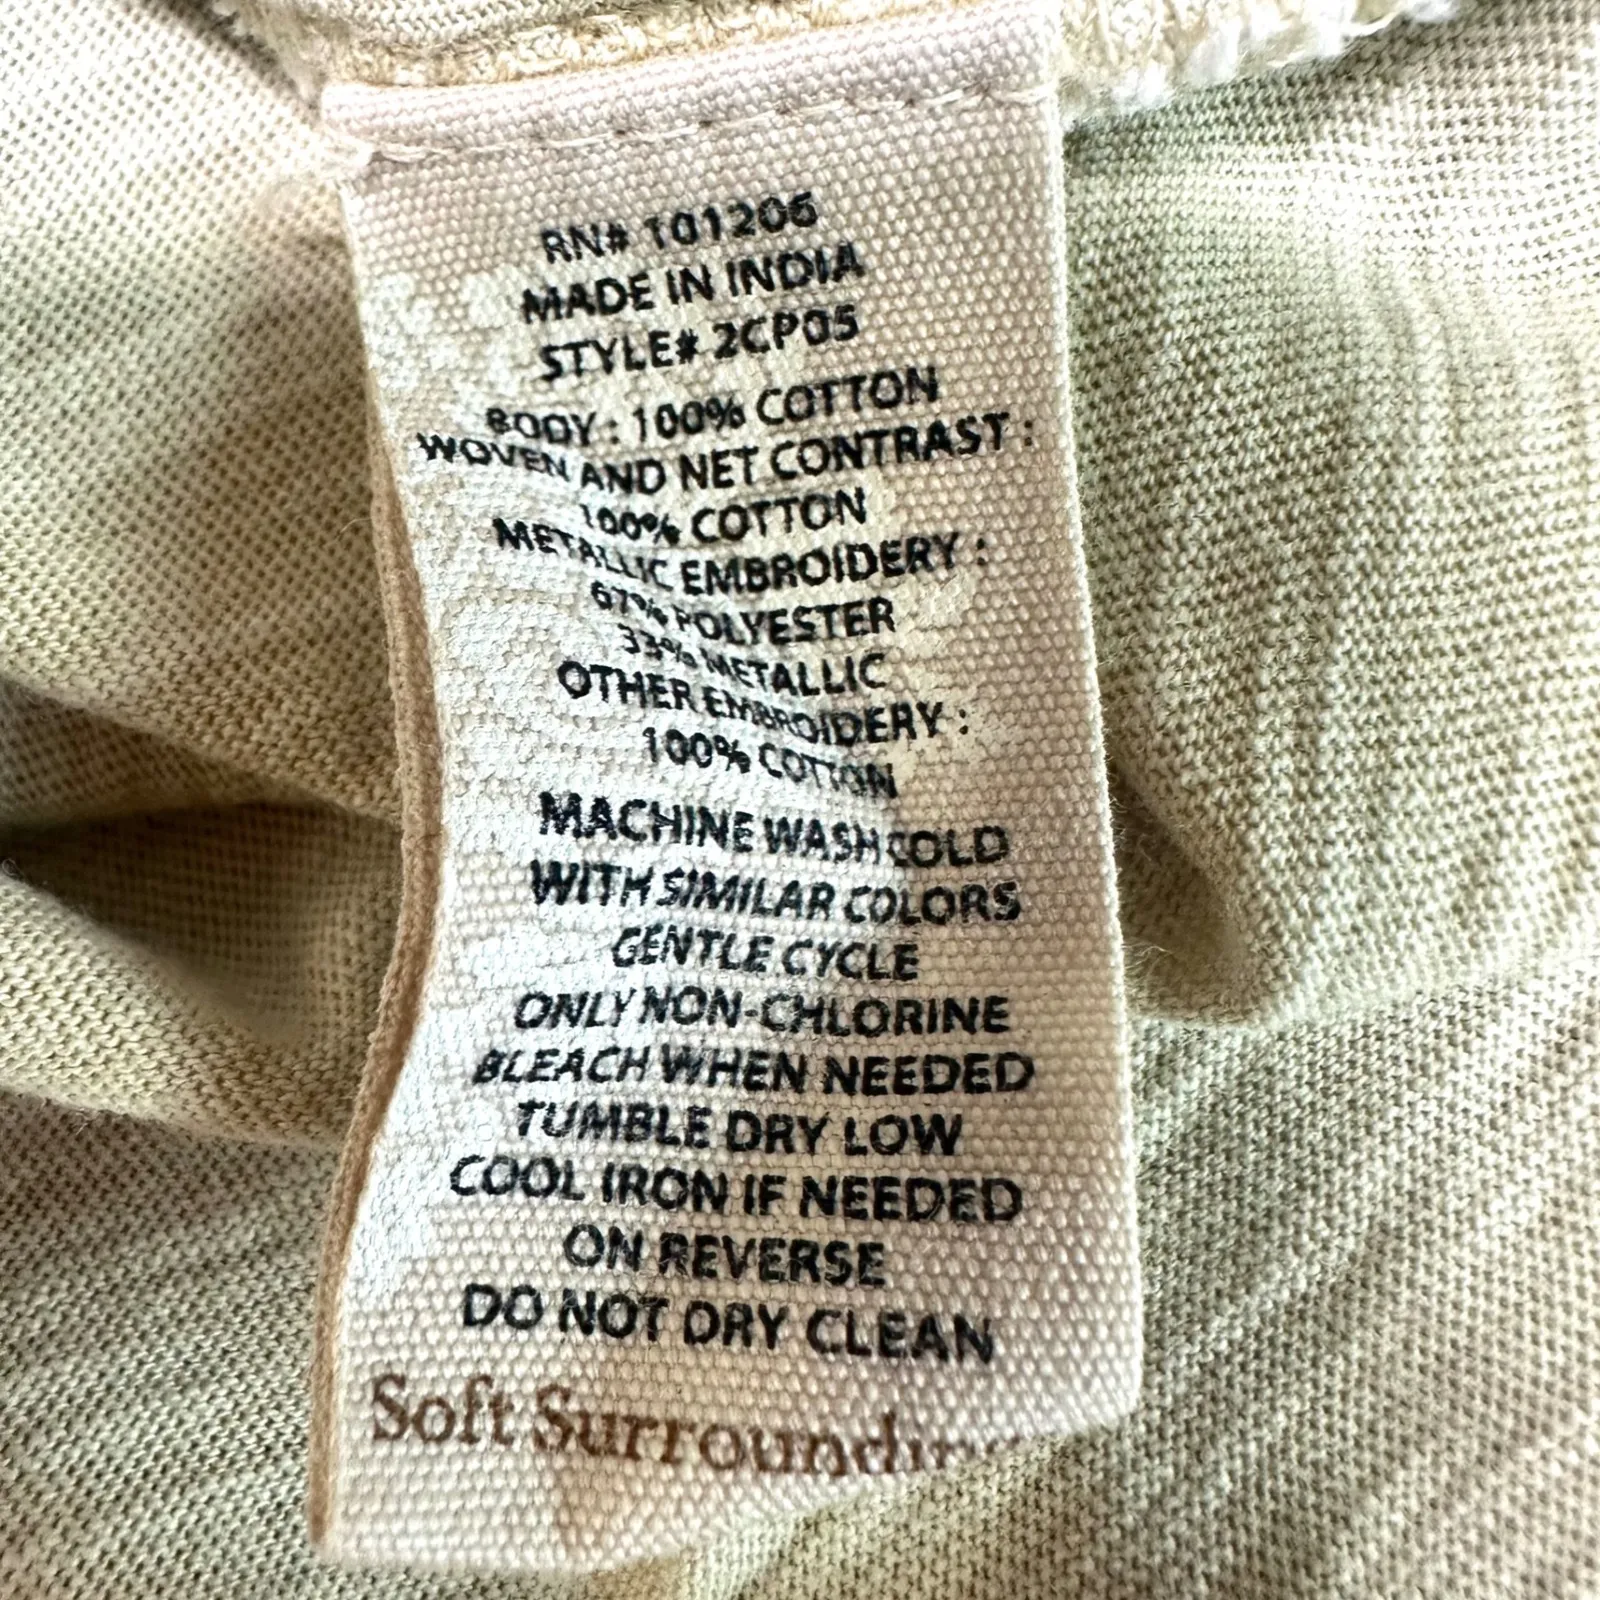 RN# 101206
MADE IN INDIA
STYLE# 2CP05
BODY : 100% COTTON
WOVEN AND NET CONTRAST :
100% COTTON
METALLIC EMBROIDERY :
67% POLYESTER
33% METALLIC
OTHER EMBROIDERY :
100% COTTON
MACHINE WASH COLD
WITH SIMILAR COLORS
GENTLE CYCLE
ONLY NON-CHLORINE
BLEACH WHEN NEEDED
TUMBLE DRY LOW
COOL IRON IF NEEDED
ON REVERSE
DO NOT DRY CLEAN
Soft Surrounding